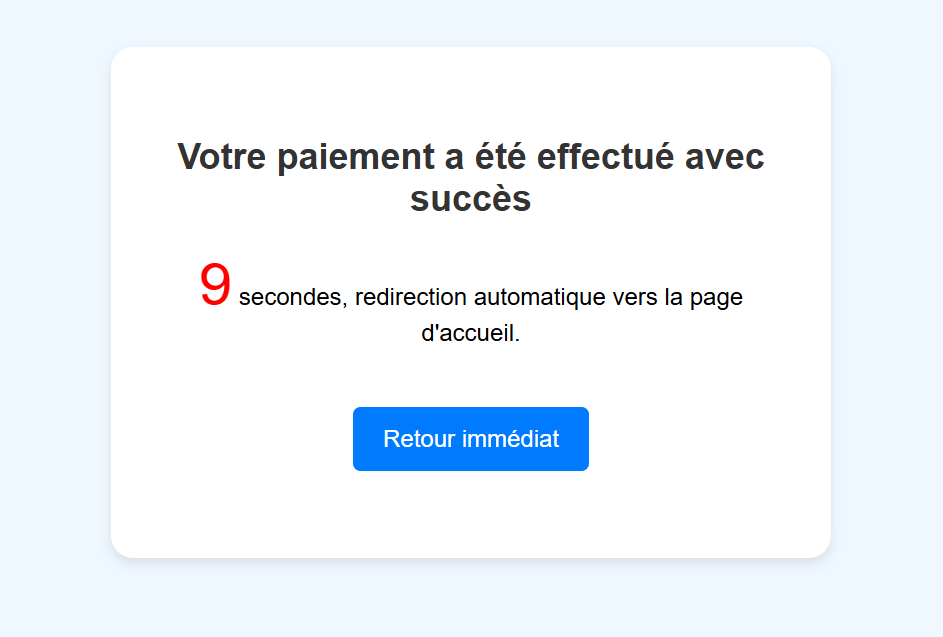 Votre paiement a été effectué avec
succès
9 secondes, redirection automatique vers la page
d'accueil.
Retour immédiat